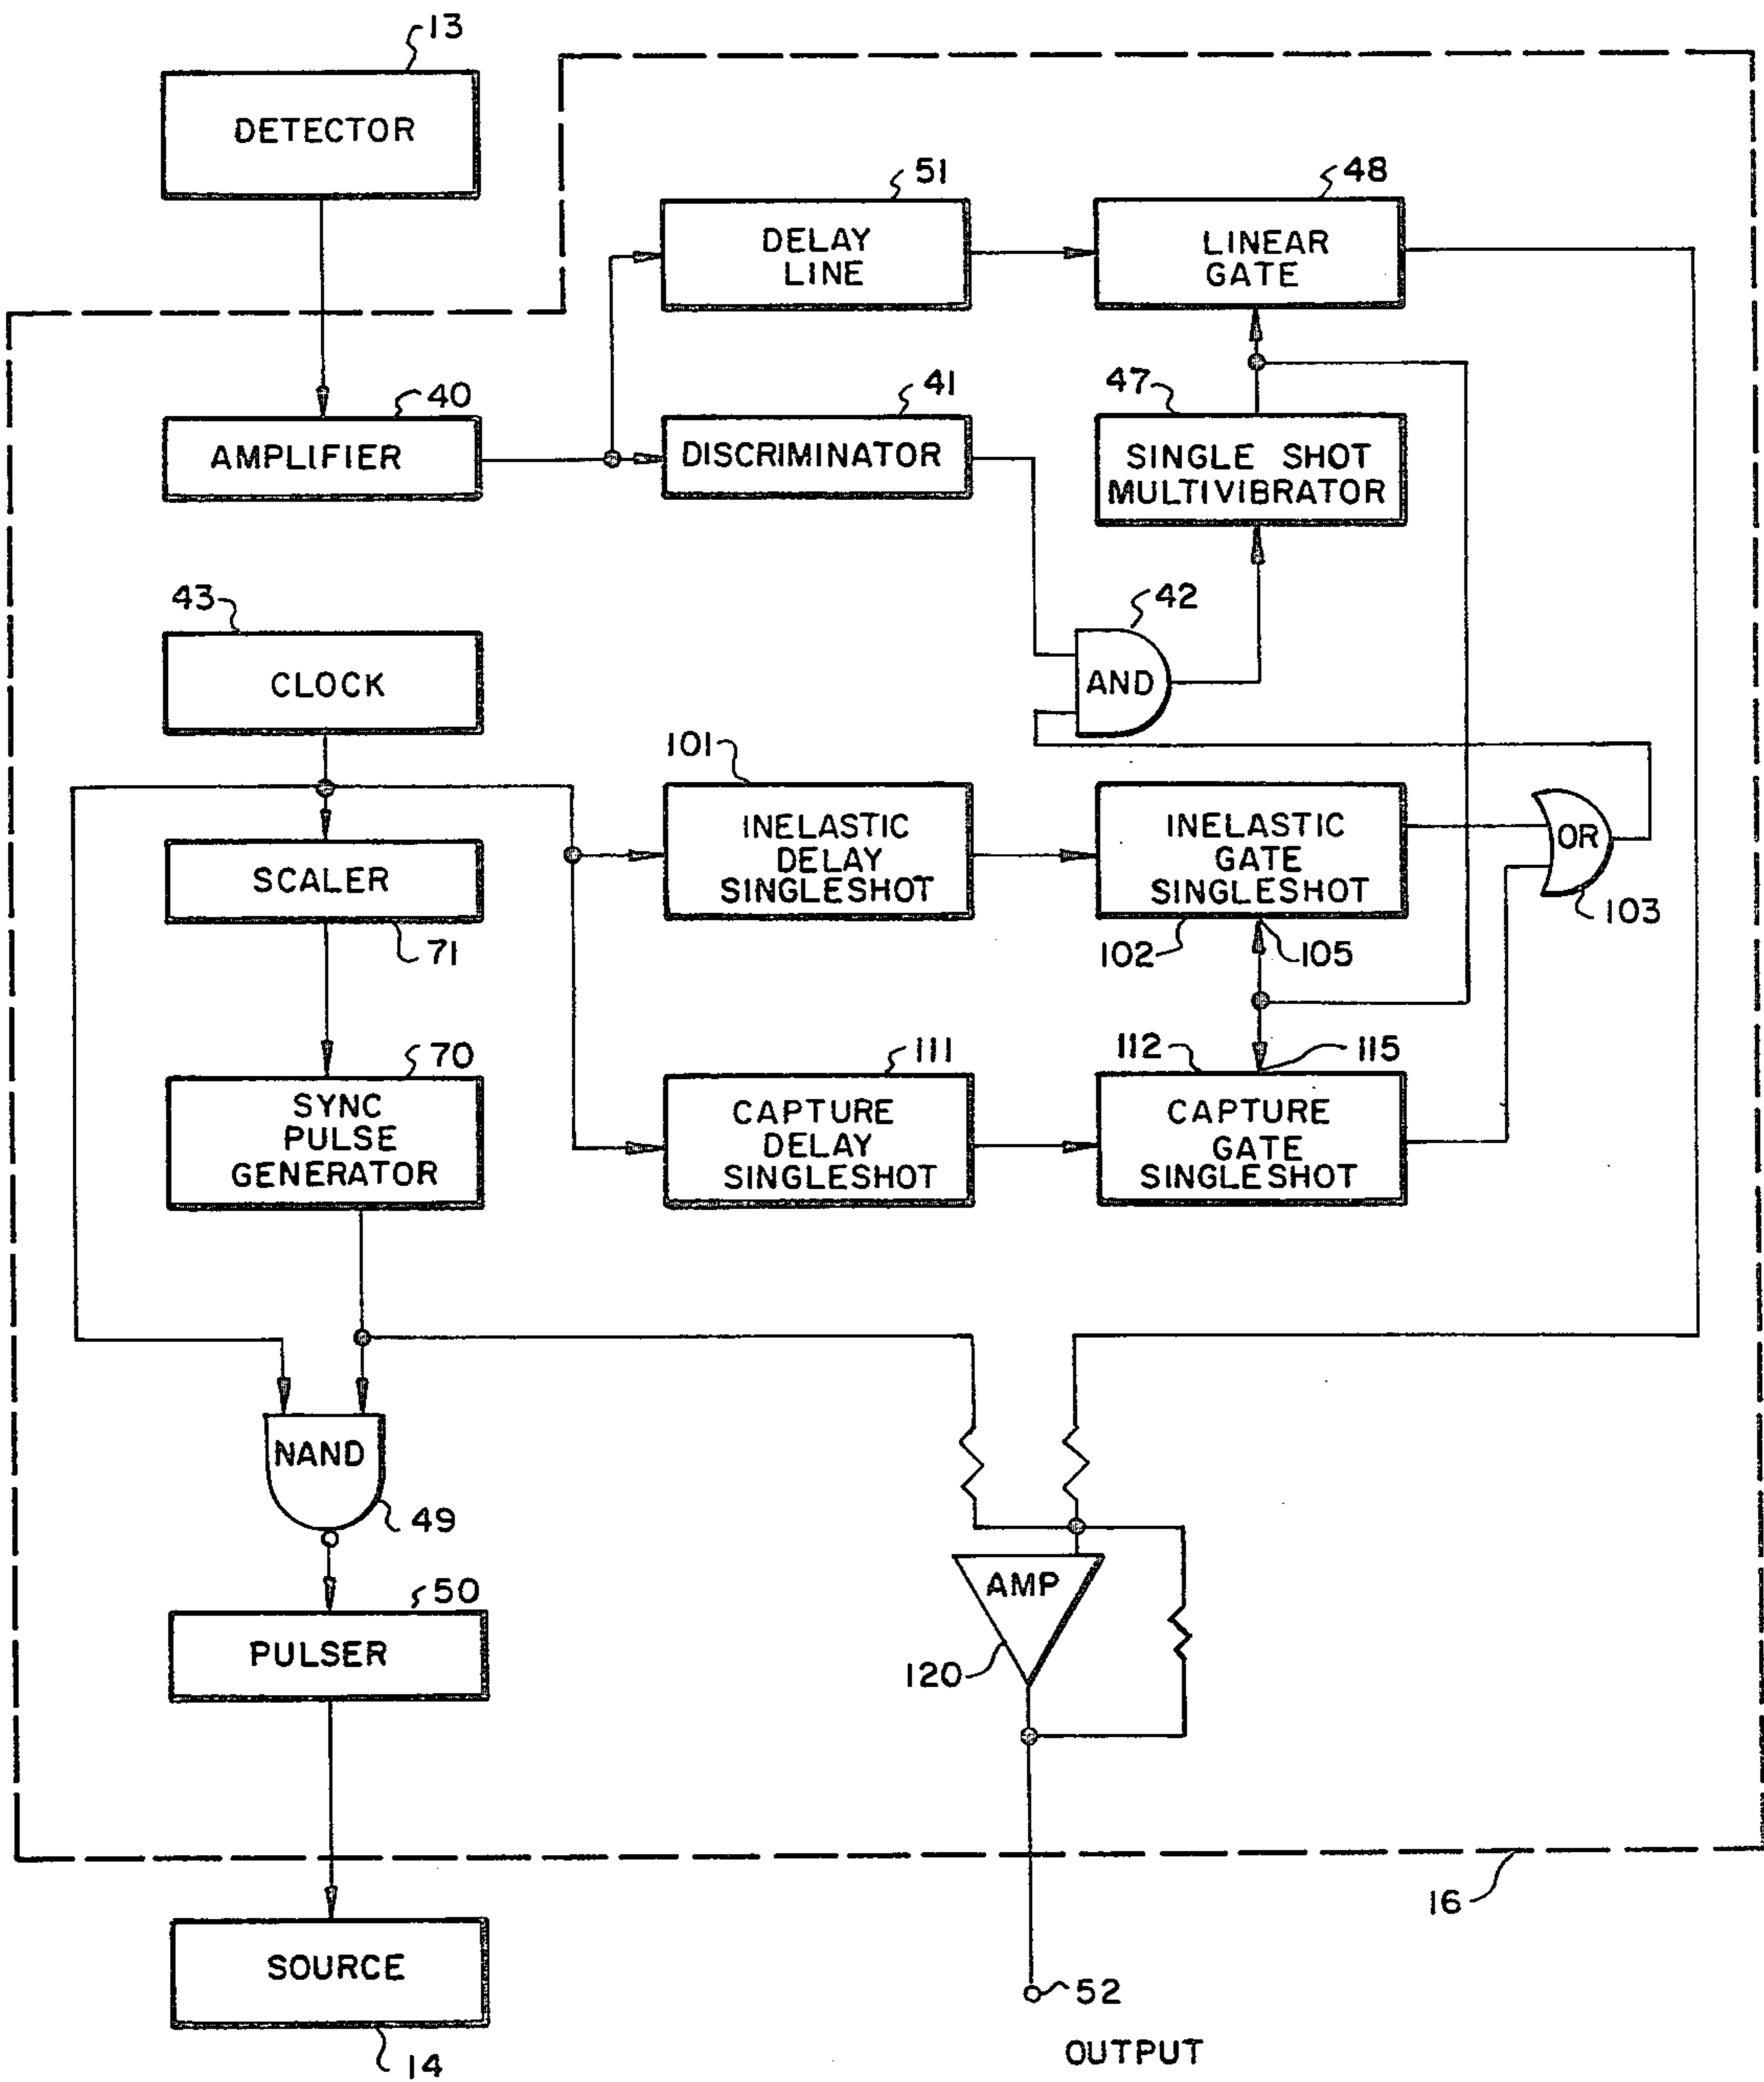 13
DETECTOR
51
DELAY
LINE
48
LINEAR
GATE
40
AMPLIFIER
41
DISCRIMINATOR
47
SINGLE SHOT
MULTIVIBRATOR
42
AND
43
CLOCK
101
INELASTIC
DELAY
SINGLESHOT
INELASTIC
GATE
SINGLESHOT
102
105
OR
103
SCALER
71
70
SYNC
PULSE
GENERATOR
111
CAPTURE
DELAY
SINGLESHOT
112
115
CAPTURE
GATE
SINGLESHOT
NAND
49
50
PULSER
AMP
120
16
SOURCE
14
52
OUTPUT